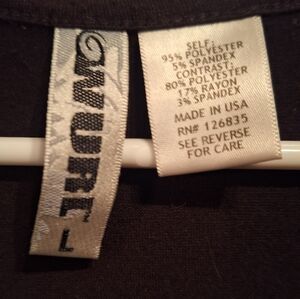 SELF:
95% POLYESTER
5% SPANDEX
CONTRAST:
80% POLYESTER
17% RAYON
3% SPANDEX
MADE IN USA
RN# 126835
SEE REVERSE
FOR CARE
L